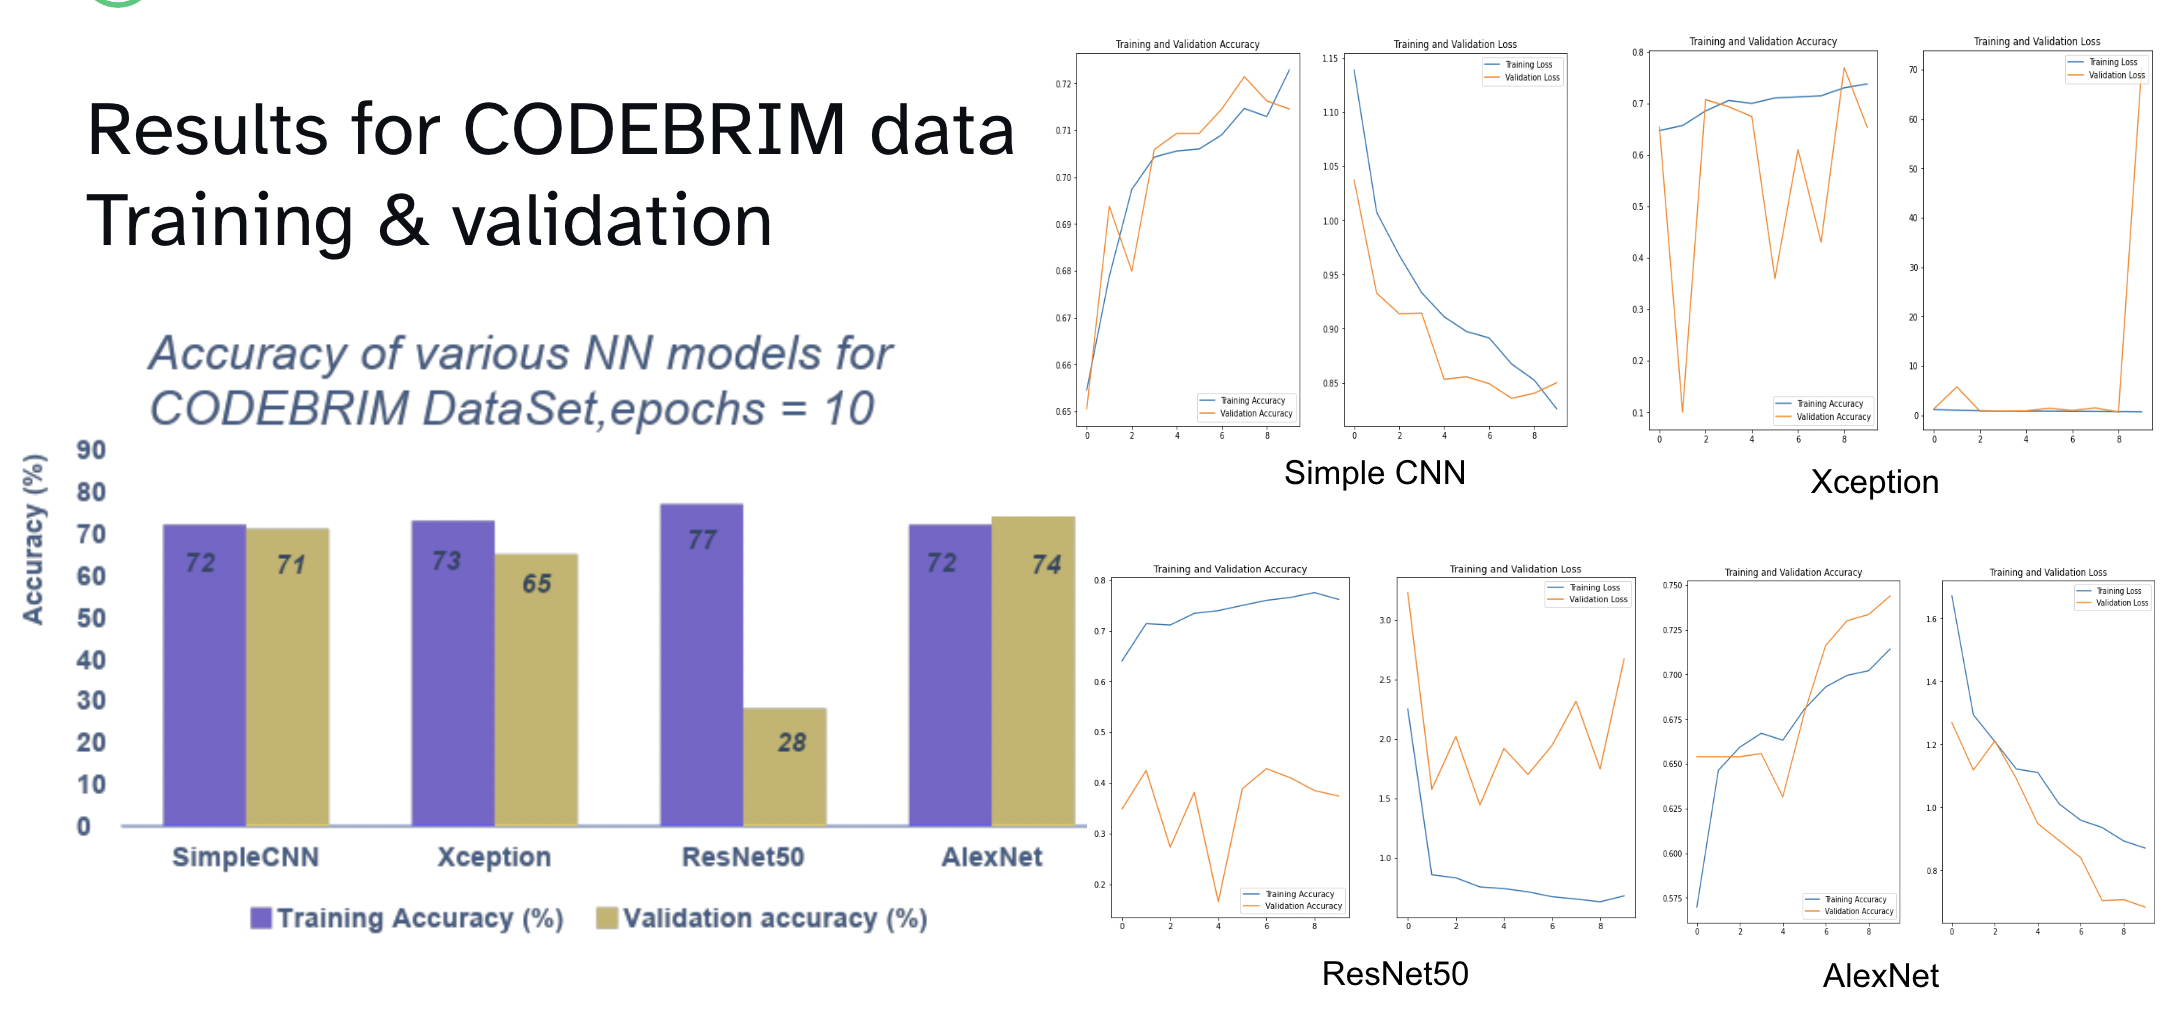 Results for CODEBRIM data
Training & validation
Accuracy of various NN models for
CODEBRIM DataSet,epochs = 10
Accuracy (%)
90
80
70
60
50
40
30
20
10
0
72
71
73
65
77
28
72
74
SimpleCNN
Xception
ResNet50
AlexNet
Training Accuracy (%)
Validation accuracy (%)
Training and Validation Accuracy
0.72
0.71
0.70
0.69
0.68
0.67
0.66
0.65
0 2 4 6 8
Training Accuracy
Validation Accuracy
Training and Validation Loss
1.15
1.10
1.05
1.00
0.95
0.90
0.85
0 2 4 6 8
Training Loss
Validation Loss
Simple CNN
Training and Validation Accuracy
0.8
0.7
0.6
0.5
0.4
0.3
0.2
0.1
0 2 4 6 8
Training Accuracy
Validation Accuracy
Training and Validation Loss
70
60
50
40
30
20
10
0
0 2 4 6 8
Training Loss
Validation Loss
Xception
Training and Validation Accuracy
0.8
0.7
0.6
0.5
0.4
0.3
0.2
0 2 4 6 8
Training Accuracy
Validation Accuracy
Training and Validation Loss
3.0
2.5
2.0
1.5
1.0
0 2 4 6 8
Training Loss
Validation Loss
ResNet50
Training and Validation Accuracy
0.750
0.725
0.700
0.675
0.650
0.625
0.600
0.575
0 2 4 6 8
Training Accuracy
Validation Accuracy
Training and Validation Loss
1.6
1.4
1.2
1.0
0.8
0 2 4 6 8
Training Loss
Validation Loss
AlexNet